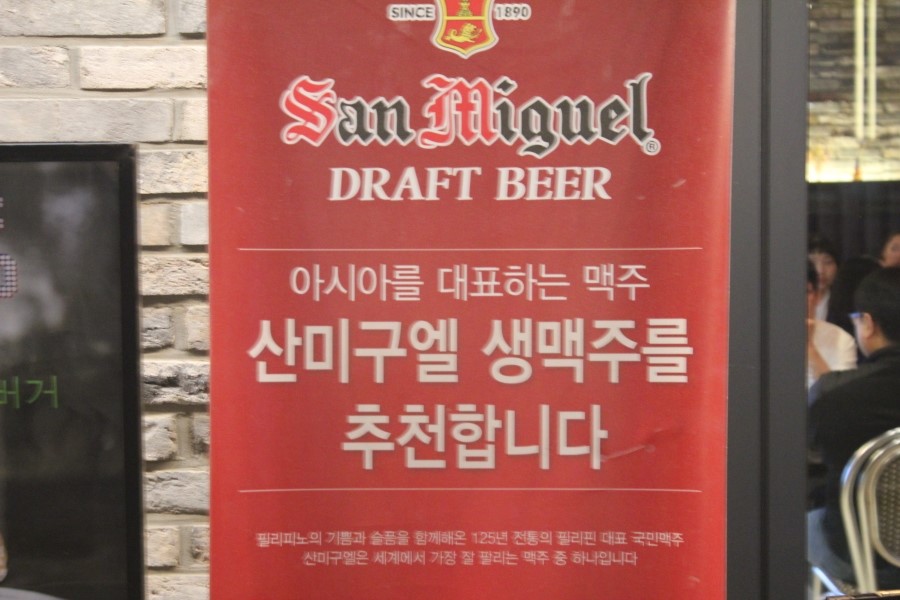 SINCE 1890
San Miguel®
DRAFT BEER
아시아를 대표하는 맥주
산미구엘 생맥주를
추천합니다
필리피노의 기쁨과 슬픔을 함께해온 125년 전통의 필리핀 대표 국민맥주
산미구엘은 세계에서 가장 잘 팔리는 맥주 중 하나입니다
버거